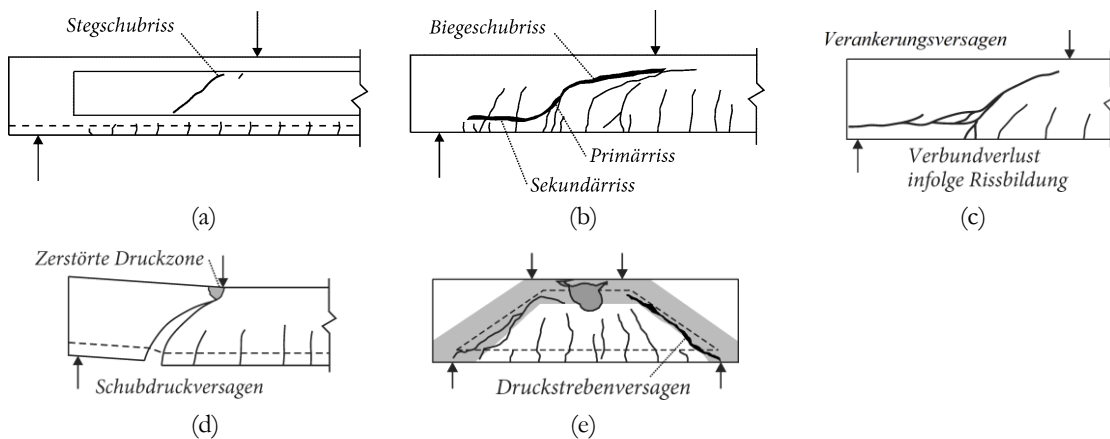 Stegschubriss
(a)
Biegeschubriss
Primärriss
Sekundärriss
(b)
Verankerungsversagen
Verbundverlust
infolge Rissbildung
(c)
Zerstörte Druckzone
Schubdruckversagen
(d)
Druckstrebenversagen
(e)